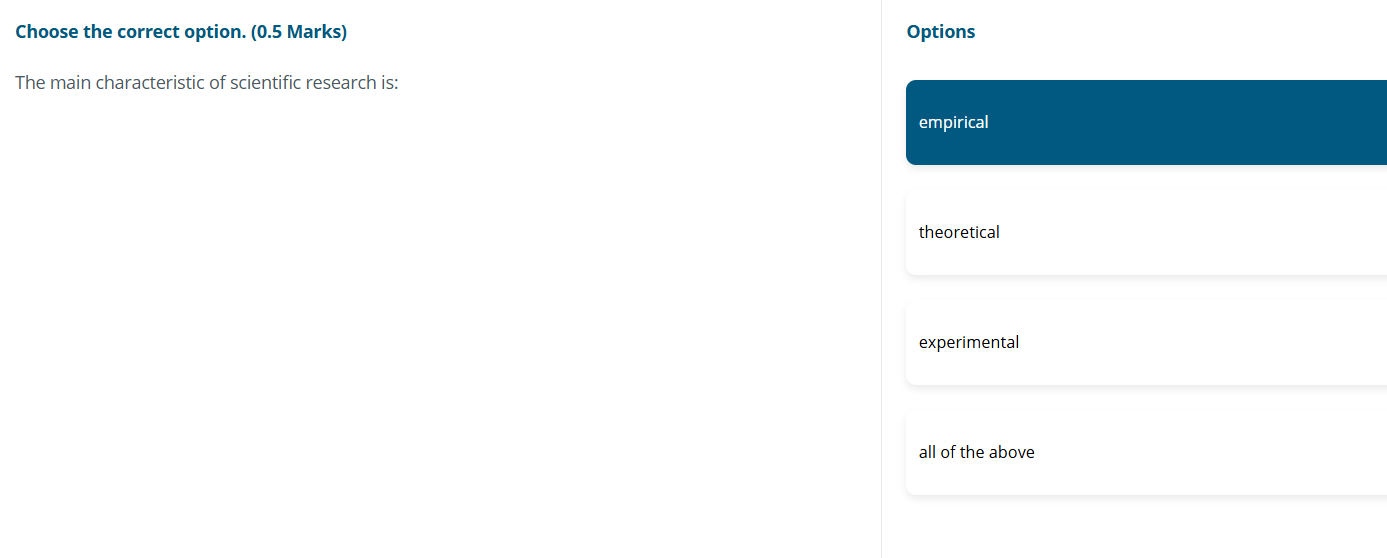 Choose the correct option. (0.5 Marks)
The main characteristic of scientific research is:
Options
empirical
theoretical
experimental
all of the above